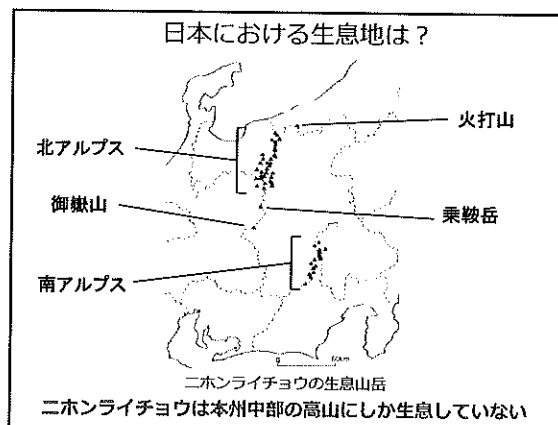 日本における生息地は?
火打山
北アルプス
御嶽山
乗鞍岳
南アルプス
ニホンライチョウの生息山岳
ニホンライチョウは本州中部の高山にしか生息していない